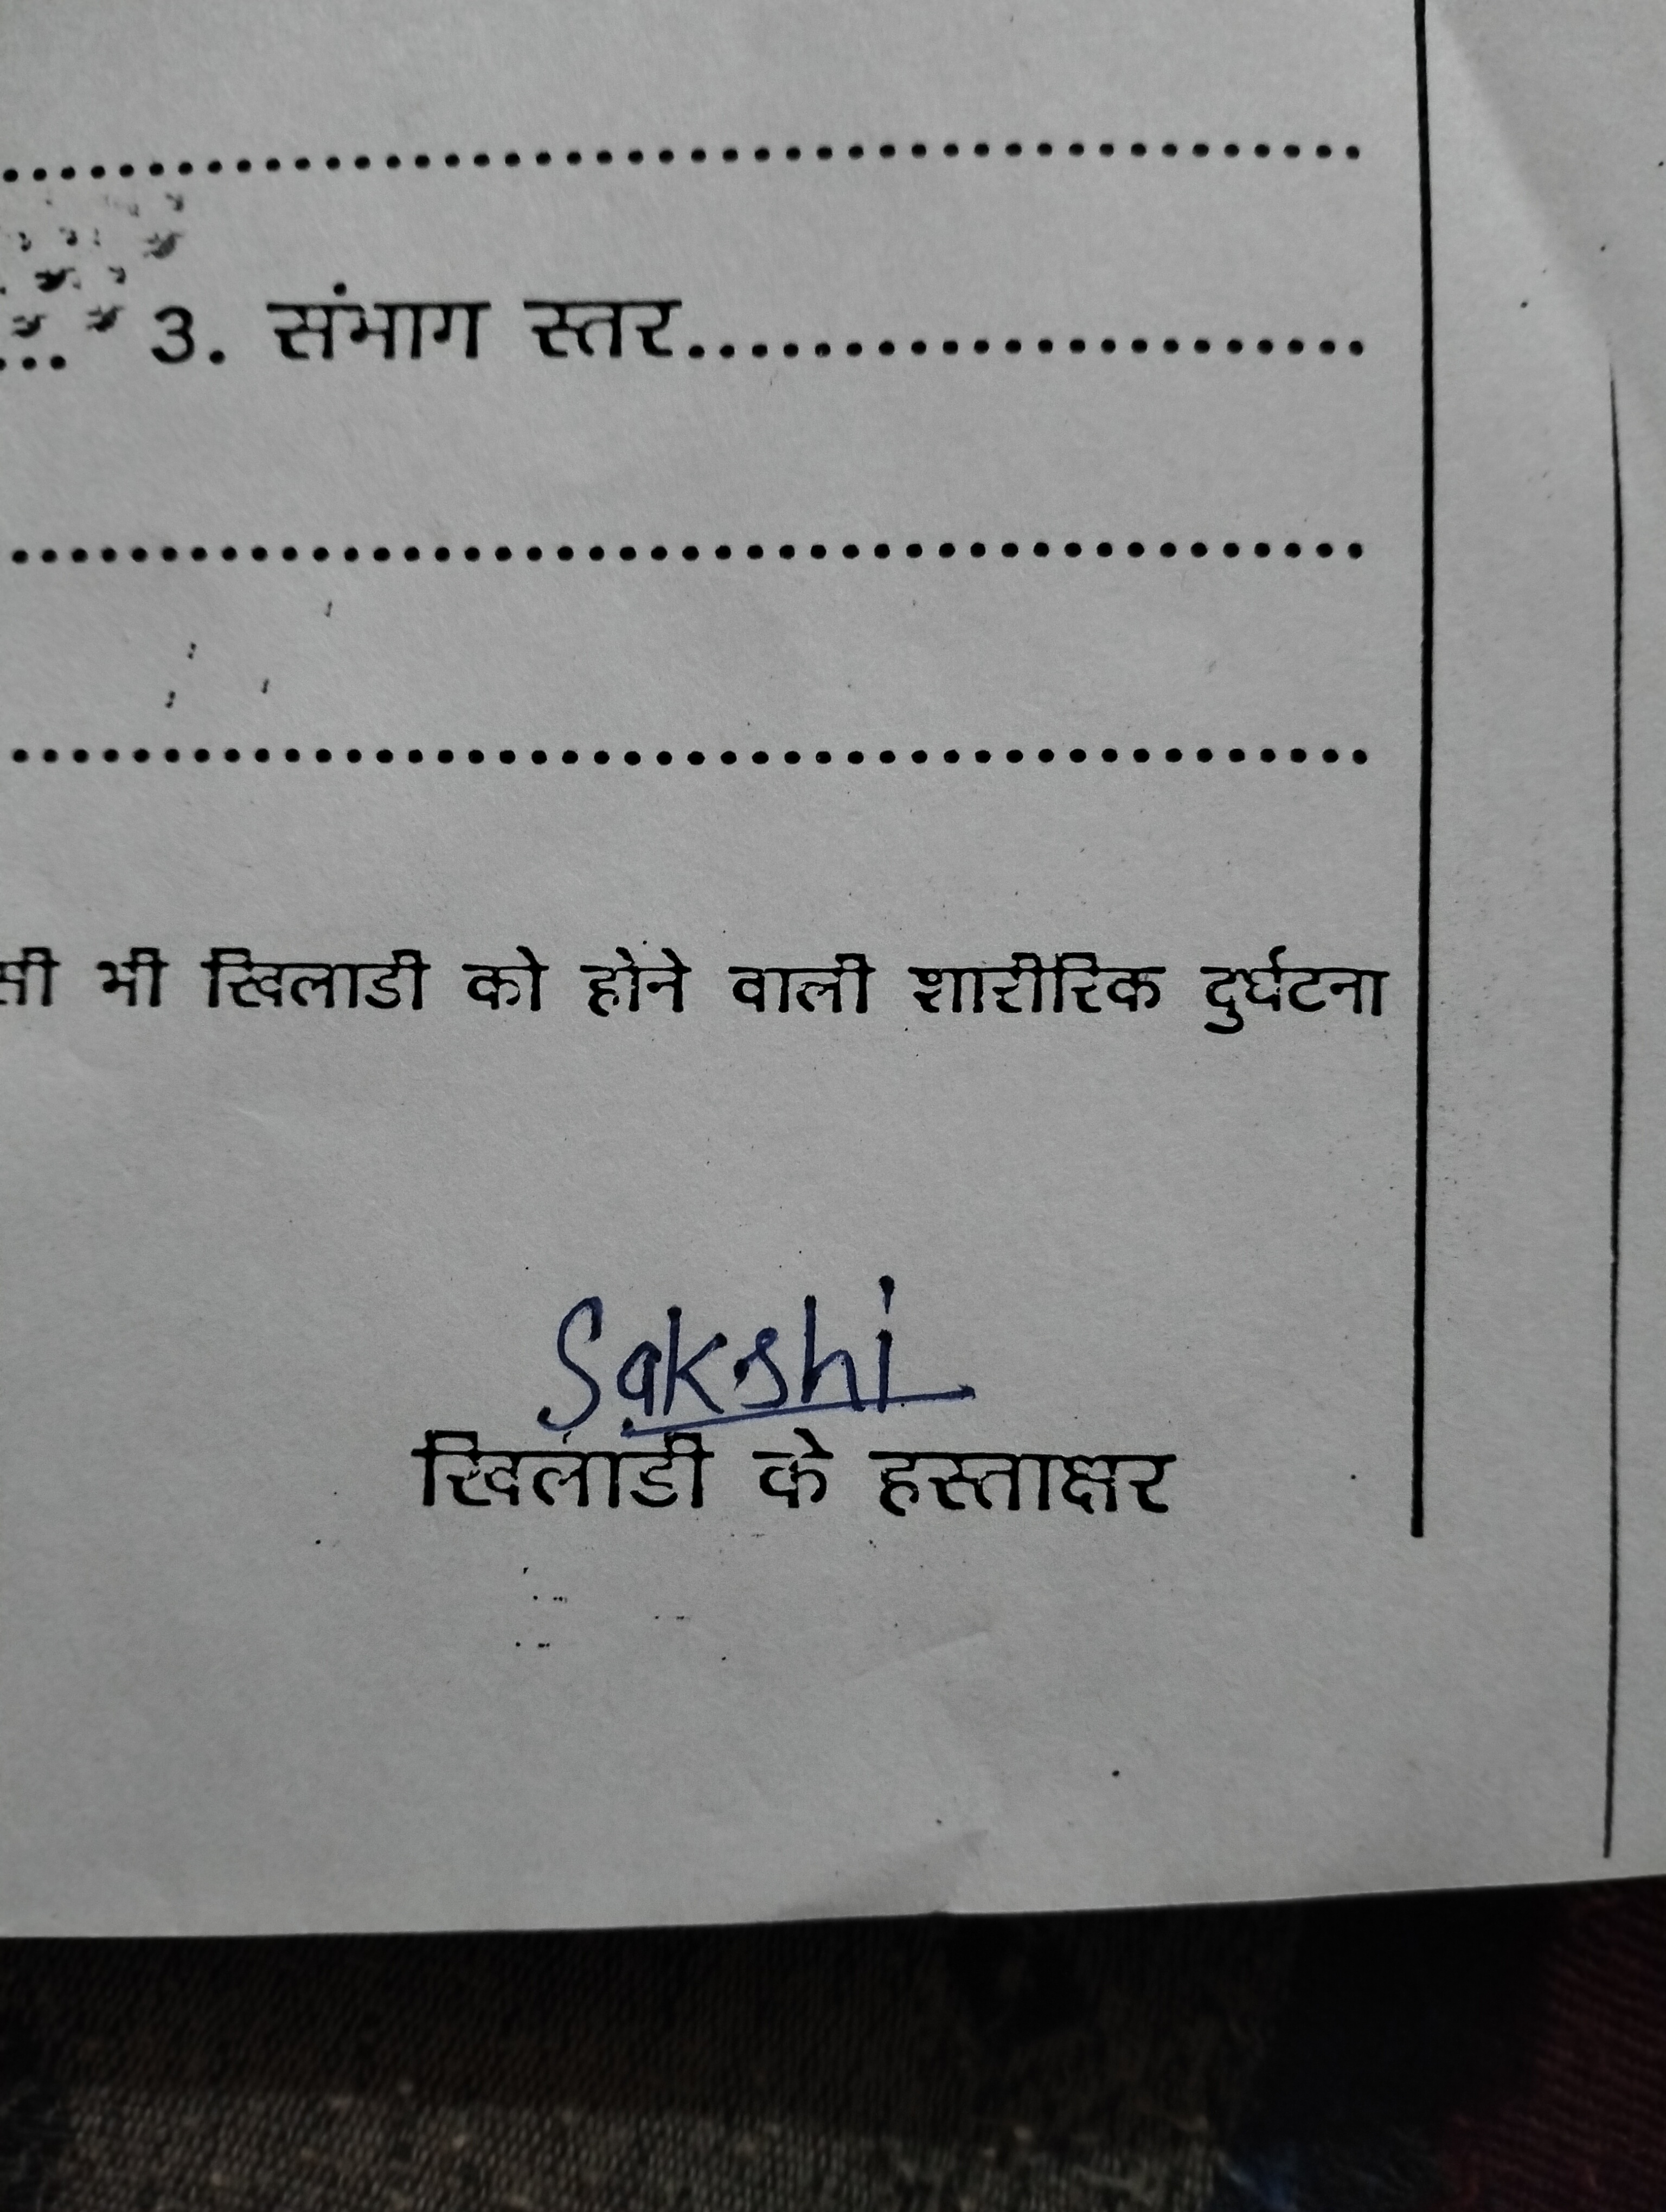 ........................................
... 3. संभाग स्तर......................
........................................
........................................
भी खिलाडी को होने वाली शारीरिक दुर्घटना
Sakshi
खिलाडी के हस्ताक्षर